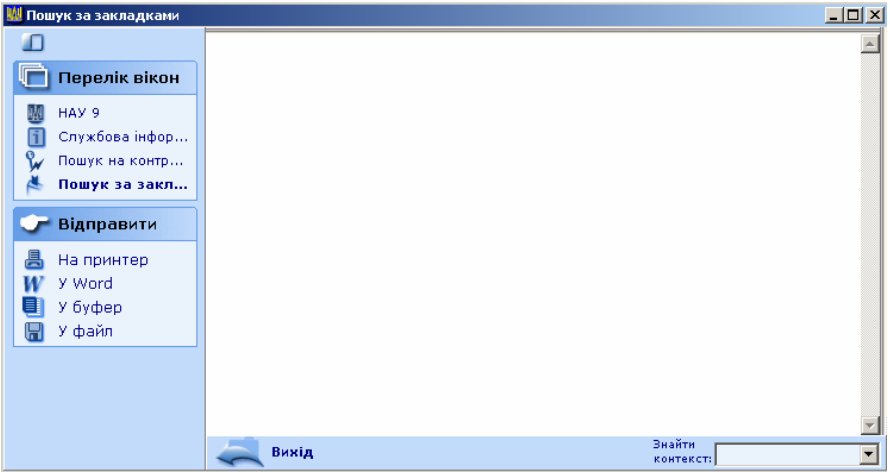 Пошук за закладками
Перелік вікон
НАУ 9
Службова інфор...
Пошук на контр...
Пошук за закл...
Відправити
На принтер
У Word
У буфер
У файл
Вихід
Знайти
контекст: